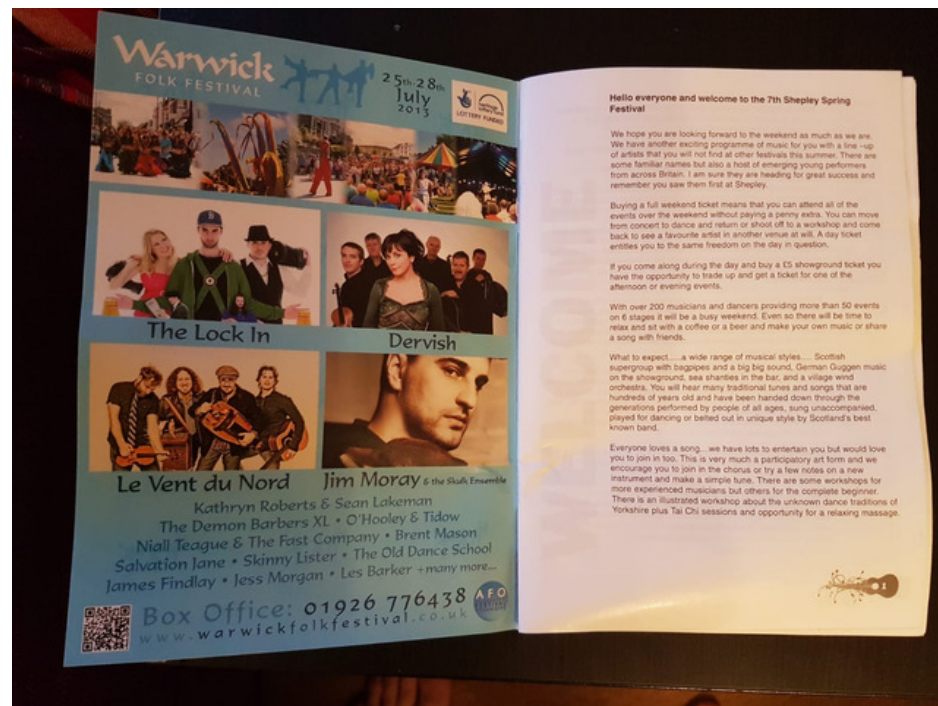 Warwick
FOLK FESTIVAL
25th-28th
July
2013
LOTTERY FUNDED
heritage
lottery fund
The Lock In
Dervish
Le Vent du Nord
Jim Moray & the Skulk Ensemble
Kathryn Roberts & Sean Lakeman
The Demon Barbers XL • O'Hooley & Tidow
Niall Teague & The Fast Company • Brent Mason
Salvation Jane • Skinny Lister • The Old Dance School
James Findlay • Jess Morgan • Les Barker +many more...
Box Office: 01926 776438
www.warwickfolkfestival.co.uk
AFO
WELCOME
Hello everyone and welcome to the 7th Shepley Spring
Festival
We hope you are looking forward to the weekend as much as we are.
We have another exciting programme of music for you with a line –up
of artists that you will not find at other festivals this summer. There are
some familiar names but also a host of emerging young performers
from across Britain. I am sure they are heading for great success and
remember you saw them first at Shepley.
Buying a full weekend ticket means that you can attend all of the
events over the weekend without paying a penny extra. You can move
from concert to dance and return or shoot off to a workshop and come
back to see a favourite artist in another venue at will. A day ticket
entitles you to the same freedom on the day in question.
If you come along during the day and buy a £5 showground ticket you
have the opportunity to trade up and get a ticket for one of the
afternoon or evening events.
With over 200 musicians and dancers providing more than 50 events
on 6 stages it will be a busy weekend. Even so there will be time to
relax and sit with a coffee or a beer and make your own music or share
a song with friends.
What to expect......a wide range of musical styles.... Scottish
supergroup with bagpipes and a big big sound, German Guggen music
on the showground, sea shanties in the bar, and a village wind
orchestra. You will hear many traditional tunes and songs that are
hundreds of years old and have been handed down through the
generations performed by people of all ages, sung unaccompanied,
played for dancing or belted out in unique style by Scotland's best
known band.
Everyone loves a song...we have lots to entertain you but would love
you to join in too. This is very much a participatory art form and we
encourage you to join in the chorus or try a few notes on a new
instrument and make a simple tune. There are some workshops for
more experienced musicians but others for the complete beginner.
There is an illustrated workshop about the unknown dance traditions of
Yorkshire plus Tai Chi sessions and opportunity for a relaxing massage.